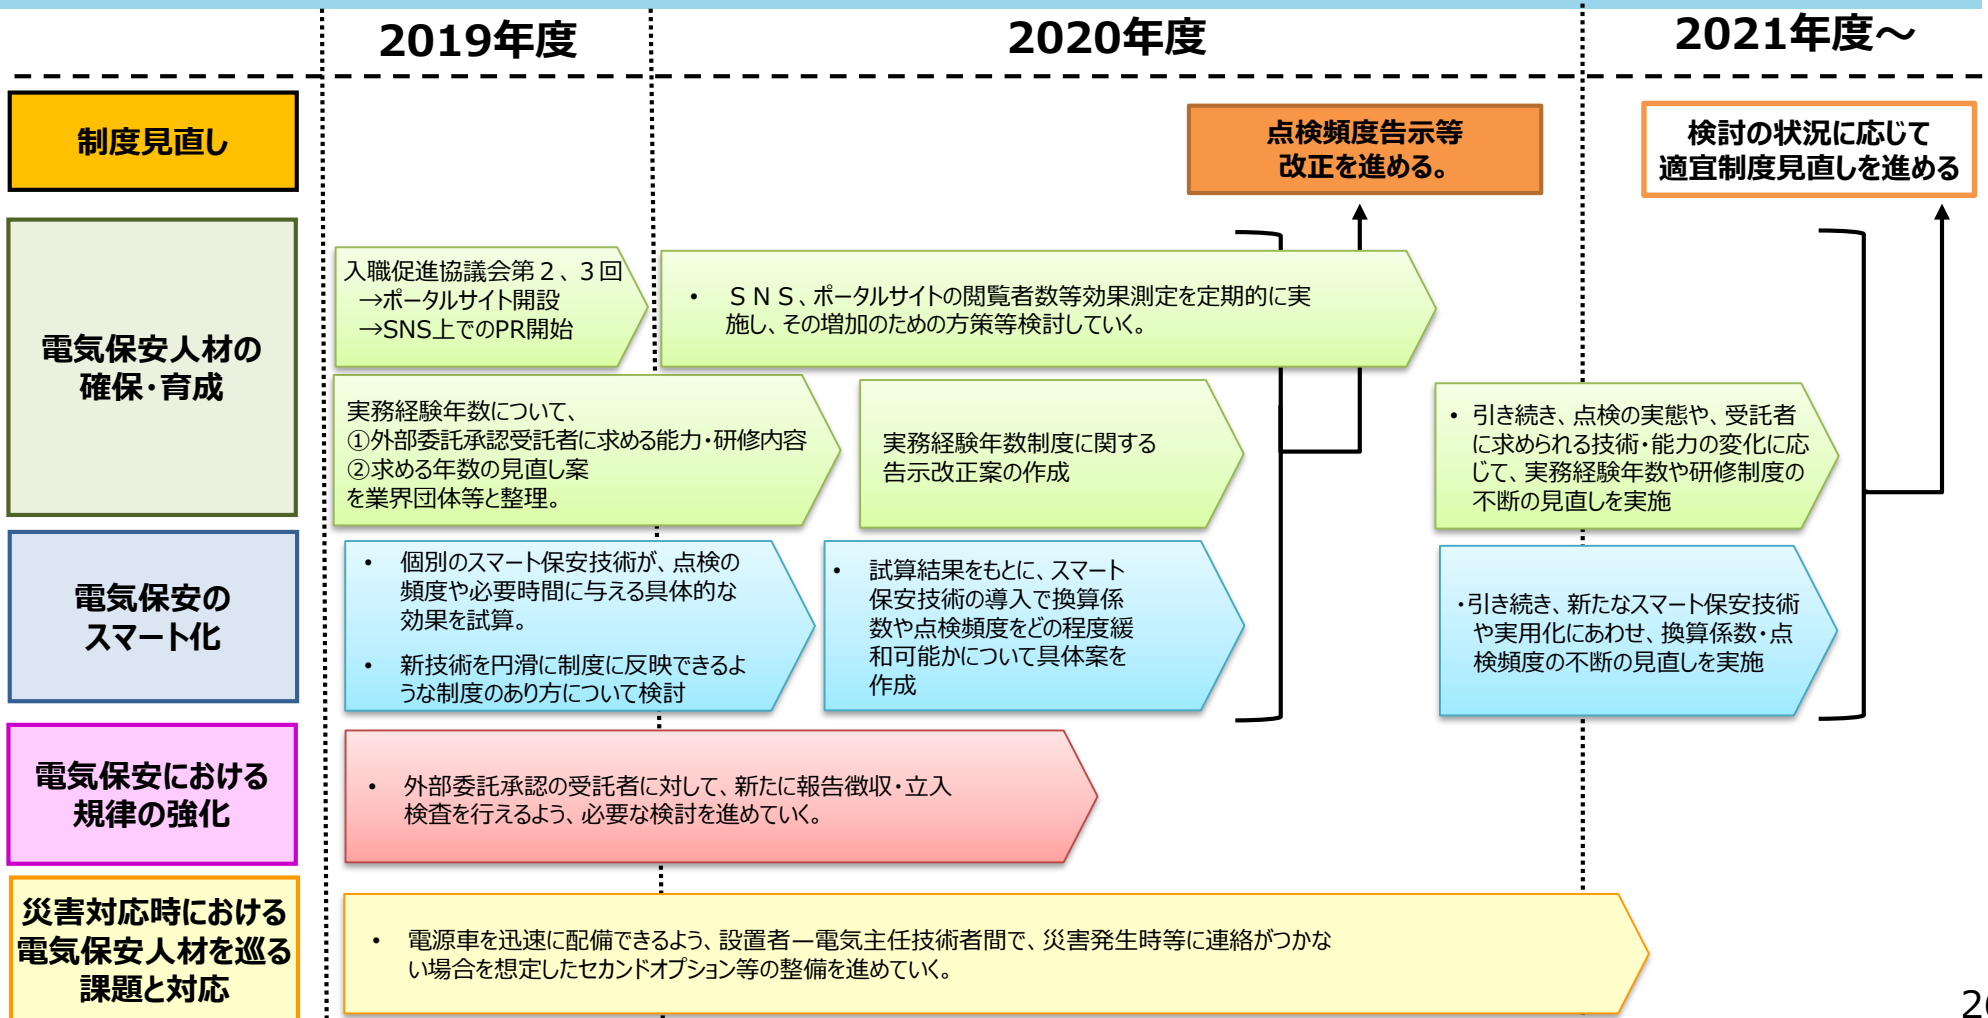 2019年度
2020年度
2021年度～
制度見直し
点検頻度告示等
改正を進める。
検討の状況に応じて
適宜制度見直しを進める
電気保安人材の
確保・育成
入職促進協議会第２、３回
→ポータルサイト開設
→SNS上でのPR開始
• ＳＮＳ、ポータルサイトの閲覧者数等効果測定を定期的に実
施し、その増加のための方策等検討していく。
実務経験年数について、
①外部委託承認受託者に求める能力・研修内容
②求める年数の見直し案
を業界団体等と整理。
実務経験年数制度に関する
告示改正案の作成
• 引き続き、点検の実態や、受託者
に求められる技術・能力の変化に応
じて、実務経験年数や研修制度の
不断の見直しを実施
電気保安の
スマート化
• 個別のスマート保安技術が、点検の
頻度や必要時間に与える具体的な
効果を試算。
• 新技術を円滑に制度に反映できるよ
うな制度のあり方について検討
• 試算結果をもとに、スマート
保安技術の導入で換算係
数や点検頻度をどの程度緩
和可能かについて具体案を
作成
・引き続き、新たなスマート保安技術
や実用化にあわせ、換算係数・点
検頻度の不断の見直しを実施
電気保安における
規律の強化
• 外部委託承認の受託者に対して、新たに報告徴収・立入
検査を行えるよう、必要な検討を進めていく。
災害対応時における
電気保安人材を巡る
課題と対応
• 電源車を迅速に配備できるよう、設置者―電気主任技術者間で、災害発生時等に連絡がつかな
い場合を想定したセカンドオプション等の整備を進めていく。